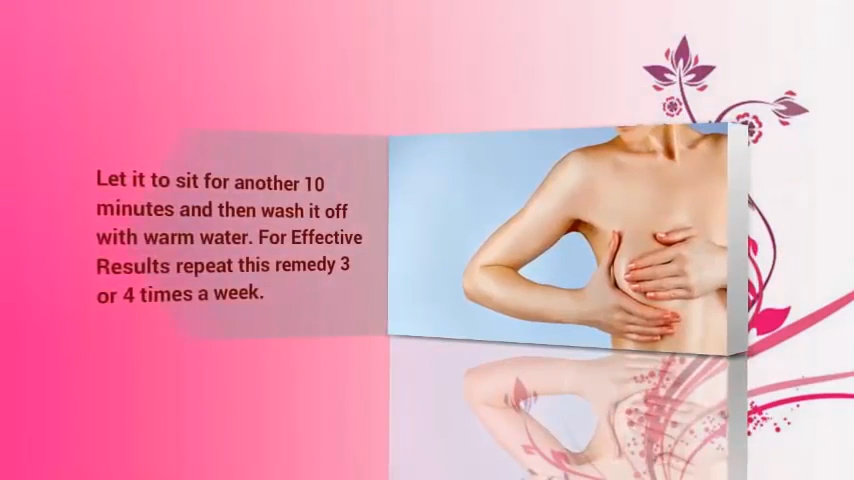 Let it to sit for another 10
minutes and then wash it off
with warm water. For Effective
Results repeat this remedy 3
or 4 times a week.